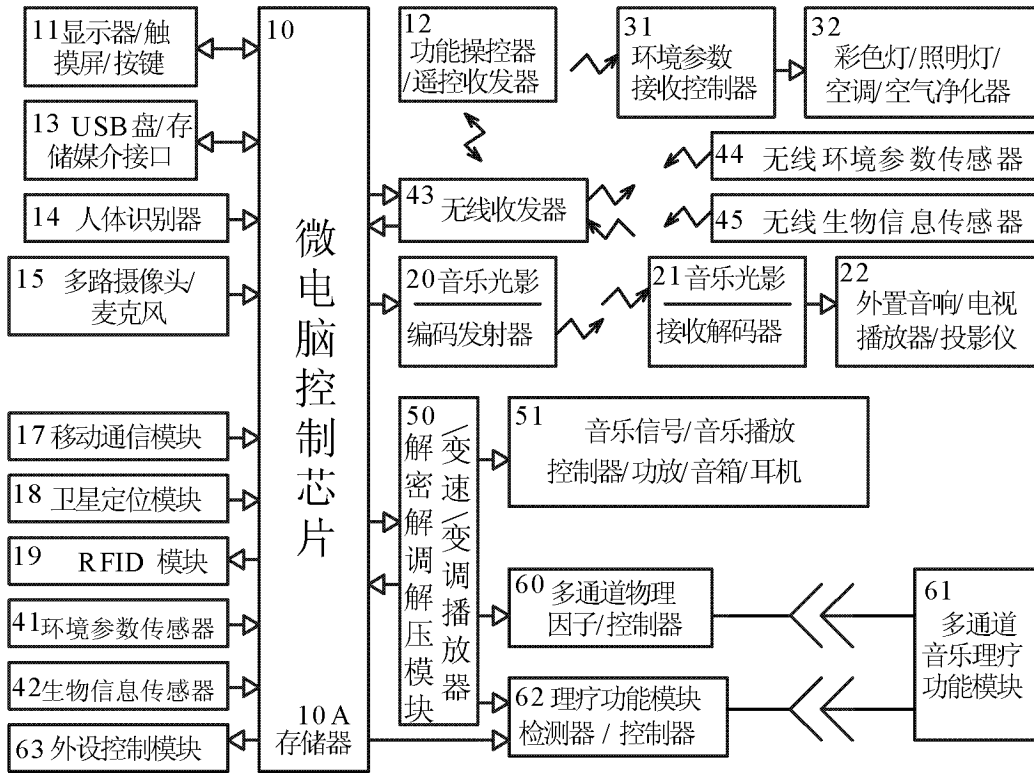 11显示器/触
摸屏/按键
13 USB盘/存
储媒介接口
14 人体识别器
15 多路摄像头/
麦克风
17移动通信模块
18 卫星定位模块
19 RFID 模块
41环境参数传感器
42生物信息传感器
63外设控制模块
10
微电脑控制芯片
10A
存储器
12
功能操控器
/遥控收发器
31
环境参数
接收控制器
32
彩色灯/照明灯/
空调/空气净化器
43 无线收发器
44 无线环境参数传感器
45 无线生物信息传感器
20音乐光影
编码发射器
21音乐光影
接收解码器
22
外置音响/电视
播放器/投影仪
50
解密解调解压模块
/变速/变调播放器
51
音乐信号/音乐播放
控制器/功放/音箱/耳机
60 多通道物理
因子/控制器
61
多通道
音乐理疗
功能模块
62 理疗功能模块
检测器 / 控制器